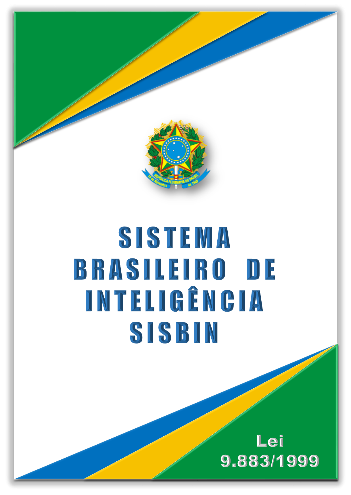 SISTEMA
BRASILEIRO DE
INTELIGÊNCIA
SISBIN
Lei
9.883/1999